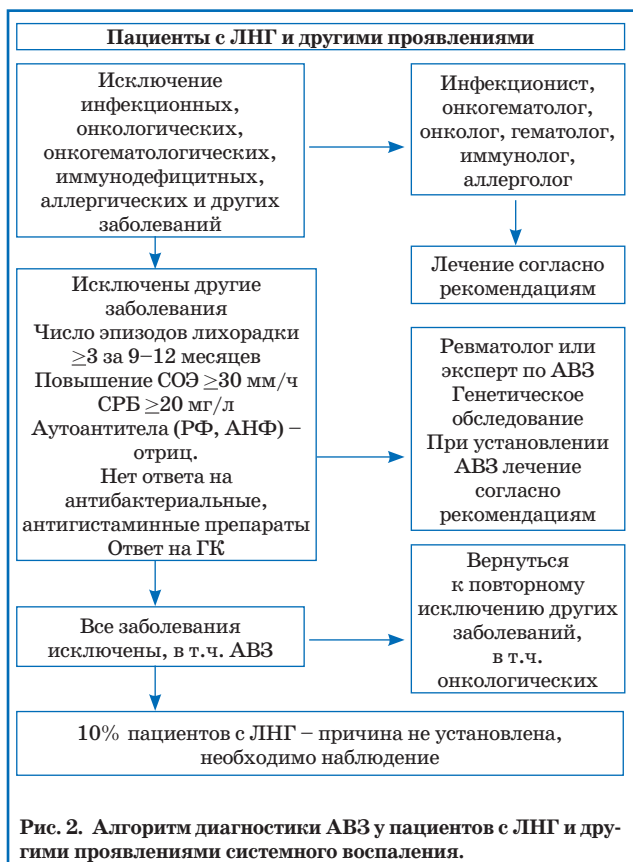 Пациенты с ЛНГ и другими проявлениями
Исключение
инфекционных,
онкологических,
онкогематологических,
иммунодефицитных,
аллергических и других
заболеваний
Инфекционист,
онкогематолог,
онколог, гематолог,
иммунолог,
аллерголог
Лечение согласно
рекомендациям
Исключены другие
заболевания
Число эпизодов лихорадки
≥3 за 9–12 месяцев
Повышение СОЭ ≥30 мм/ч
СРБ ≥20 мг/л
Аутоантитела (РФ, АНФ) –
отриц.
Нет ответа на
антибактериальные,
антигистаминные препараты
Ответ на ГК
Ревматолог или
эксперт по АВЗ
Генетическое
обследование
При установлении
АВЗ лечение
согласно
рекомендациям
Все заболевания
исключены, в т.ч. АВЗ
Вернуться
к повторному
исключению других
заболеваний,
в т.ч.
онкологических
10% пациентов с ЛНГ – причина не установлена,
необходимо наблюдение
Рис. 2. Алгоритм диагностики АВЗ у пациентов с ЛНГ и дру-
гими проявлениями системного воспаления.